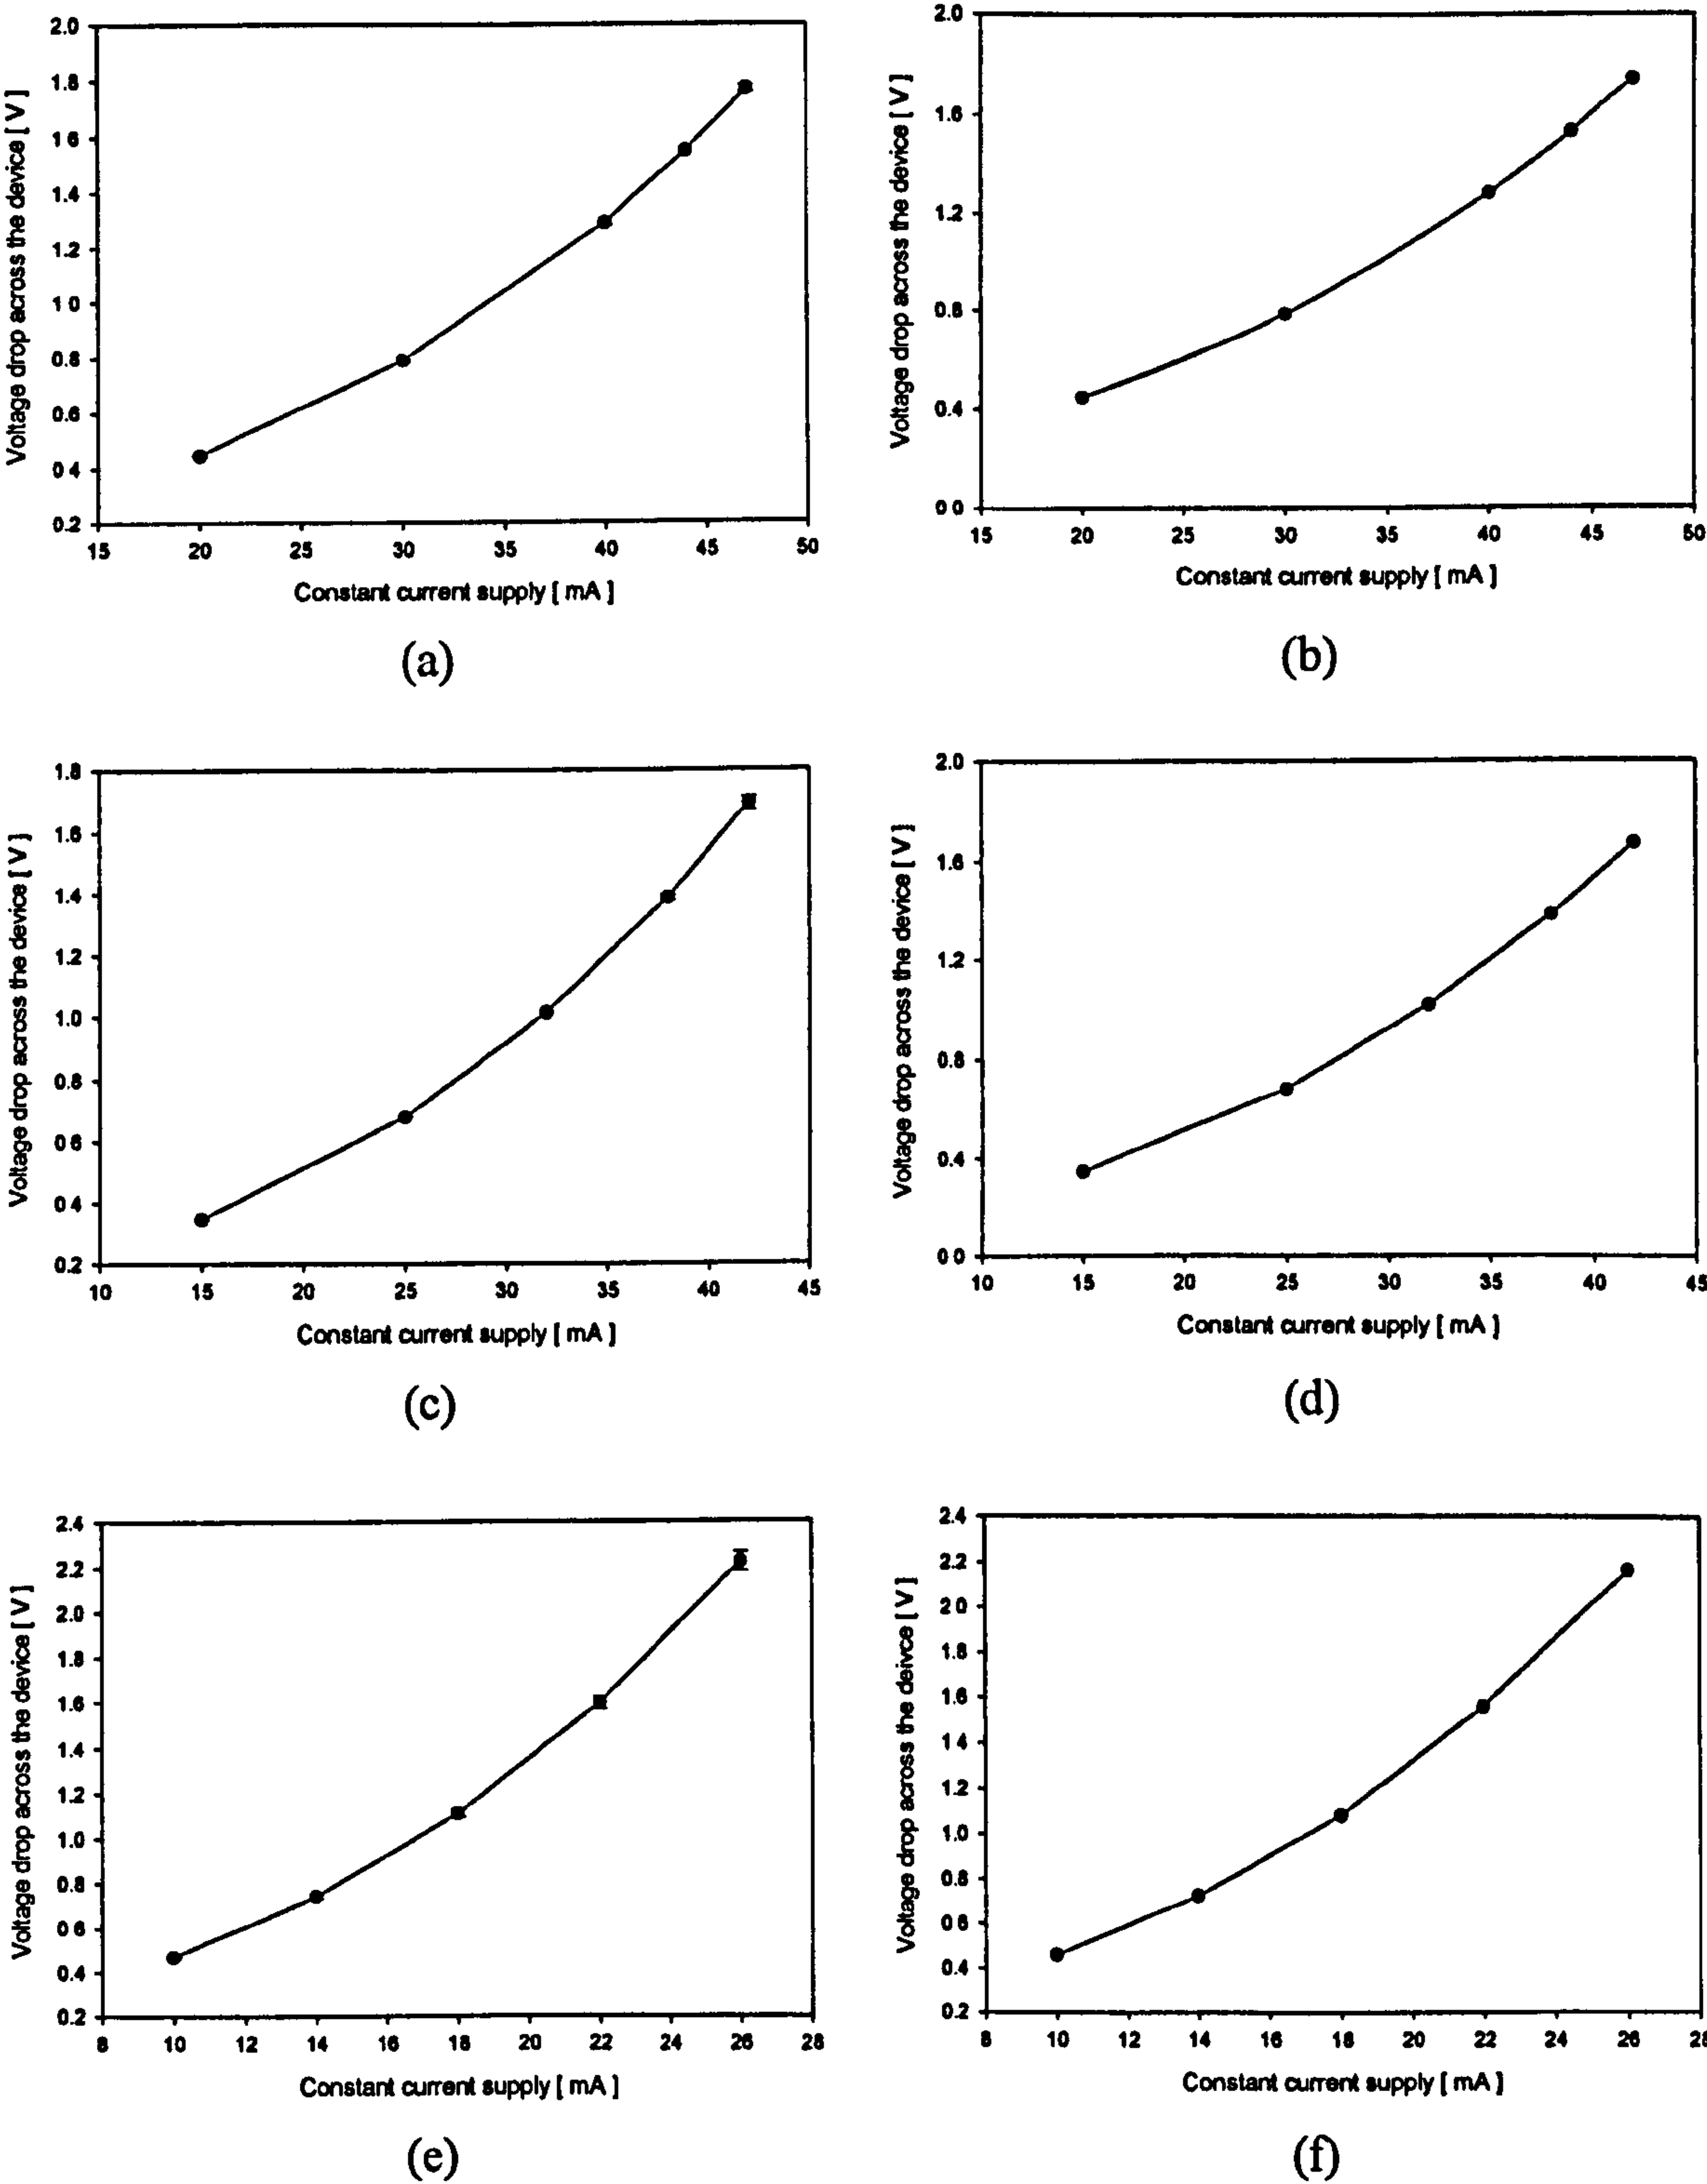 2.0
1.8
1 6
1.4
1.2
1 0
0.8
0.6
0 4
0.2
15 20 25 30 35 40 45 50
Voltage drop across the device [ V ]
Constant current supply [ mA ]
(a)
2.0
1.6
1.2
0.8
0.4
0 0
15 20 25 30 35 40 45 50
Voltage drop across the device [ V ]
Constant current supply [ mA ]
(b)
1.8
1.6
1.4
1.2
1.0
0.8
0 6
0 4
0.2
10 15 20 25 30 35 40 45
Voltage drop across the device [ V ]
Constant current supply [ mA ]
(c)
2.0
1.6
1.2
0.8
0.4
0 0
10 15 20 25 30 35 40 45
Voltage drop across the device [ V ]
Constant current supply [ mA ]
(d)
2.4
2.2
2.0
1.8
1.6
1.4
1.2
1.0
0.8
0 6
0.4
0.2
8 10 12 14 16 18 20 22 24 26 28
Voltage drop across the device [ V ]
Constant current supply [ mA ]
(e)
2.4
2.2
2 0
1.8
1 6
1 4
1.2
1.0
0.8
0 6
0.4
0.2
8 10 12 14 16 18 20 22 24 26 28
Voltage drop across the deivce [ V ]
Constant current supply [ mA ]
(f)